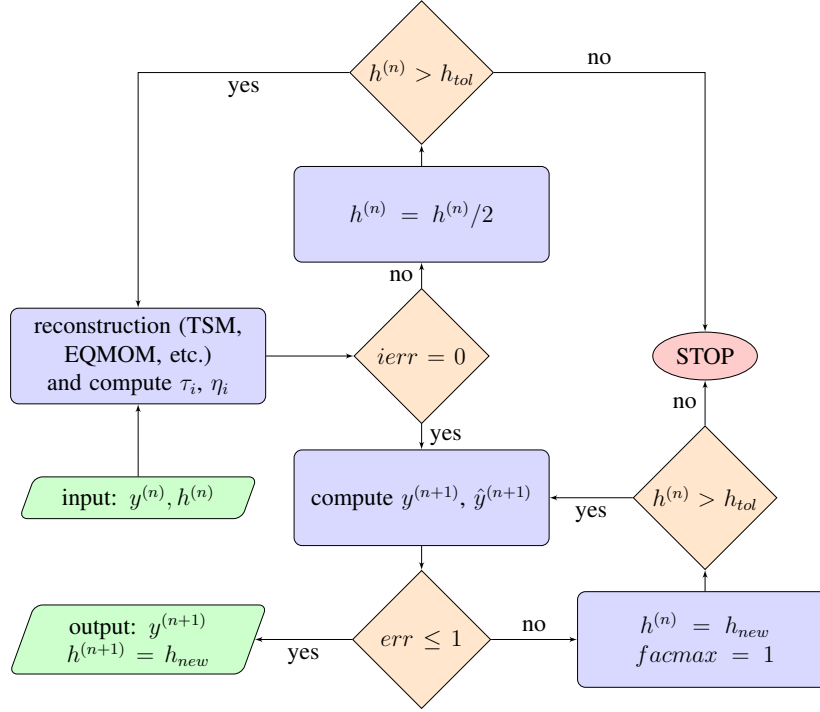 h^{(n)} > h_{tol}
no
yes
h^{(n)} = h^{(n)}/2
no
reconstruction (TSM,
EQMOM, etc.)
and compute τ_i, η_i
ierr = 0
STOP
no
yes
input: y^{(n)}, h^{(n)}
compute y^{(n+1)}, ŷ^{(n+1)}
yes
h^{(n)} > h_{tol}
output: y^{(n+1)}
h^{(n+1)} = h_{new}
yes
err ≤ 1
no
h^{(n)} = h_{new}
facmax = 1